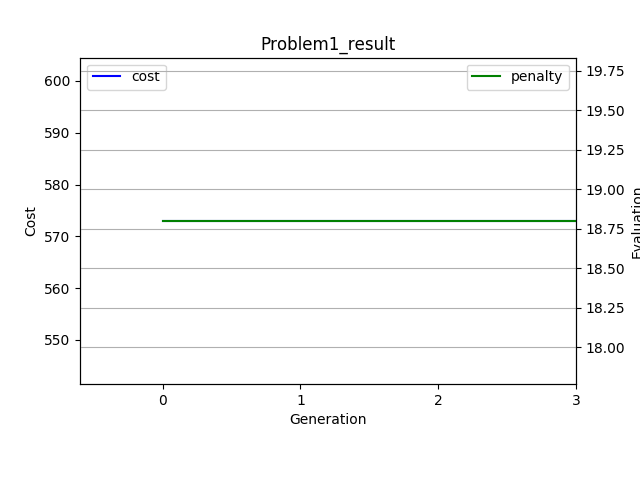 Problem1_result
cost
penalty
600
590
580
570
560
550
Cost
19.75
19.50
19.25
19.00
18.75
18.50
18.25
18.00
Evaluation
0 1 2 3
Generation